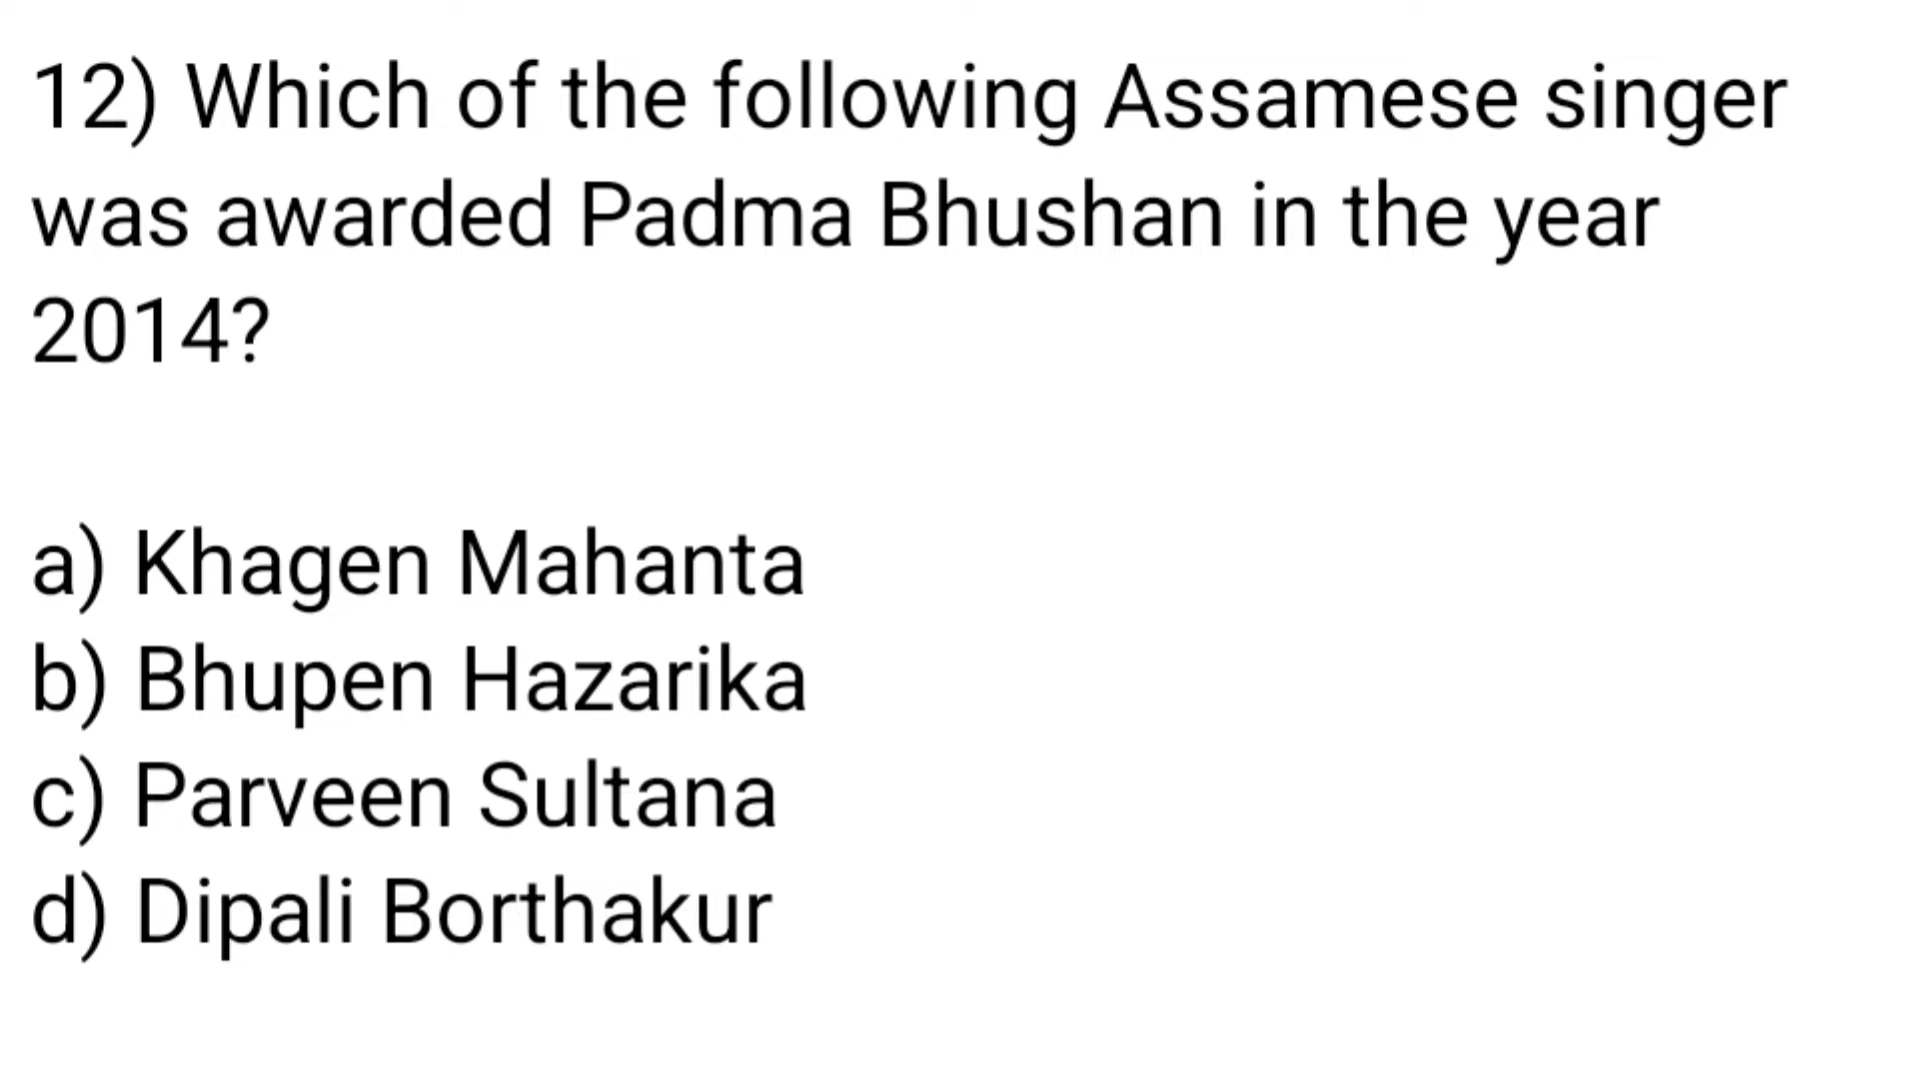 12) Which of the following Assamese singer
was awarded Padma Bhushan in the year
2014?
a) Khagen Mahanta
b) Bhupen Hazarika
c) Parveen Sultana
d) Dipali Borthakur